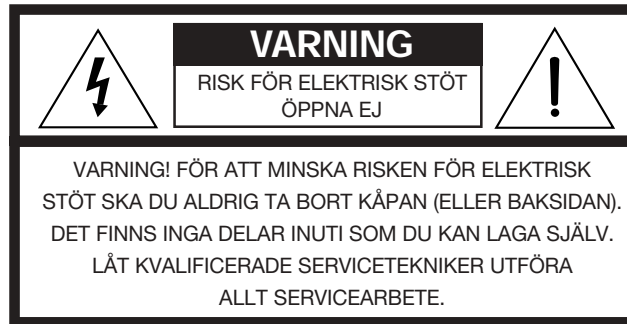 VARNING
RISK FÖR ELEKTRISK STÖT
ÖPPNA EJ
VARNING! FÖR ATT MINSKA RISKEN FÖR ELEKTRISK
STÖT SKA DU ALDRIG TA BORT KÅPAN (ELLER BAKSIDAN).
DET FINNS INGA DELAR INUTI SOM DU KAN LAGA SJÄLV.
LÅT KVALIFICERADE SERVICETEKNIKER UTFÖRA
ALLT SERVICEARBETE.